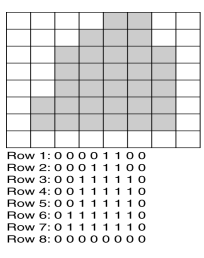 Row 1: 0 0 0 0 1 1 0 0
Row 2: 0 0 0 1 1 1 0 0
Row 3: 0 0 1 1 1 1 1 0
Row 4: 0 0 1 1 1 1 1 0
Row 5: 0 0 1 1 1 1 1 0
Row 6: 0 1 1 1 1 1 1 0
Row 7: 0 1 1 1 1 1 1 0
Row 8: 0 0 0 0 0 0 0 0